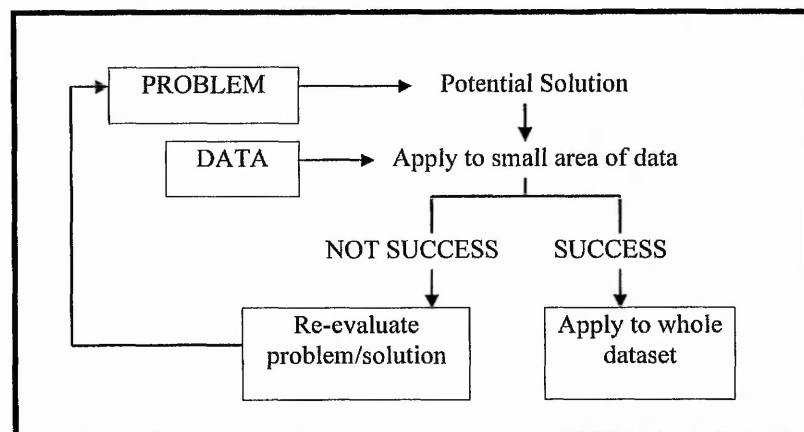 PROBLEM
Potential Solution
DATA
Apply to small area of data
NOT SUCCESS
SUCCESS
Re-evaluate
problem/solution
Apply to whole
dataset